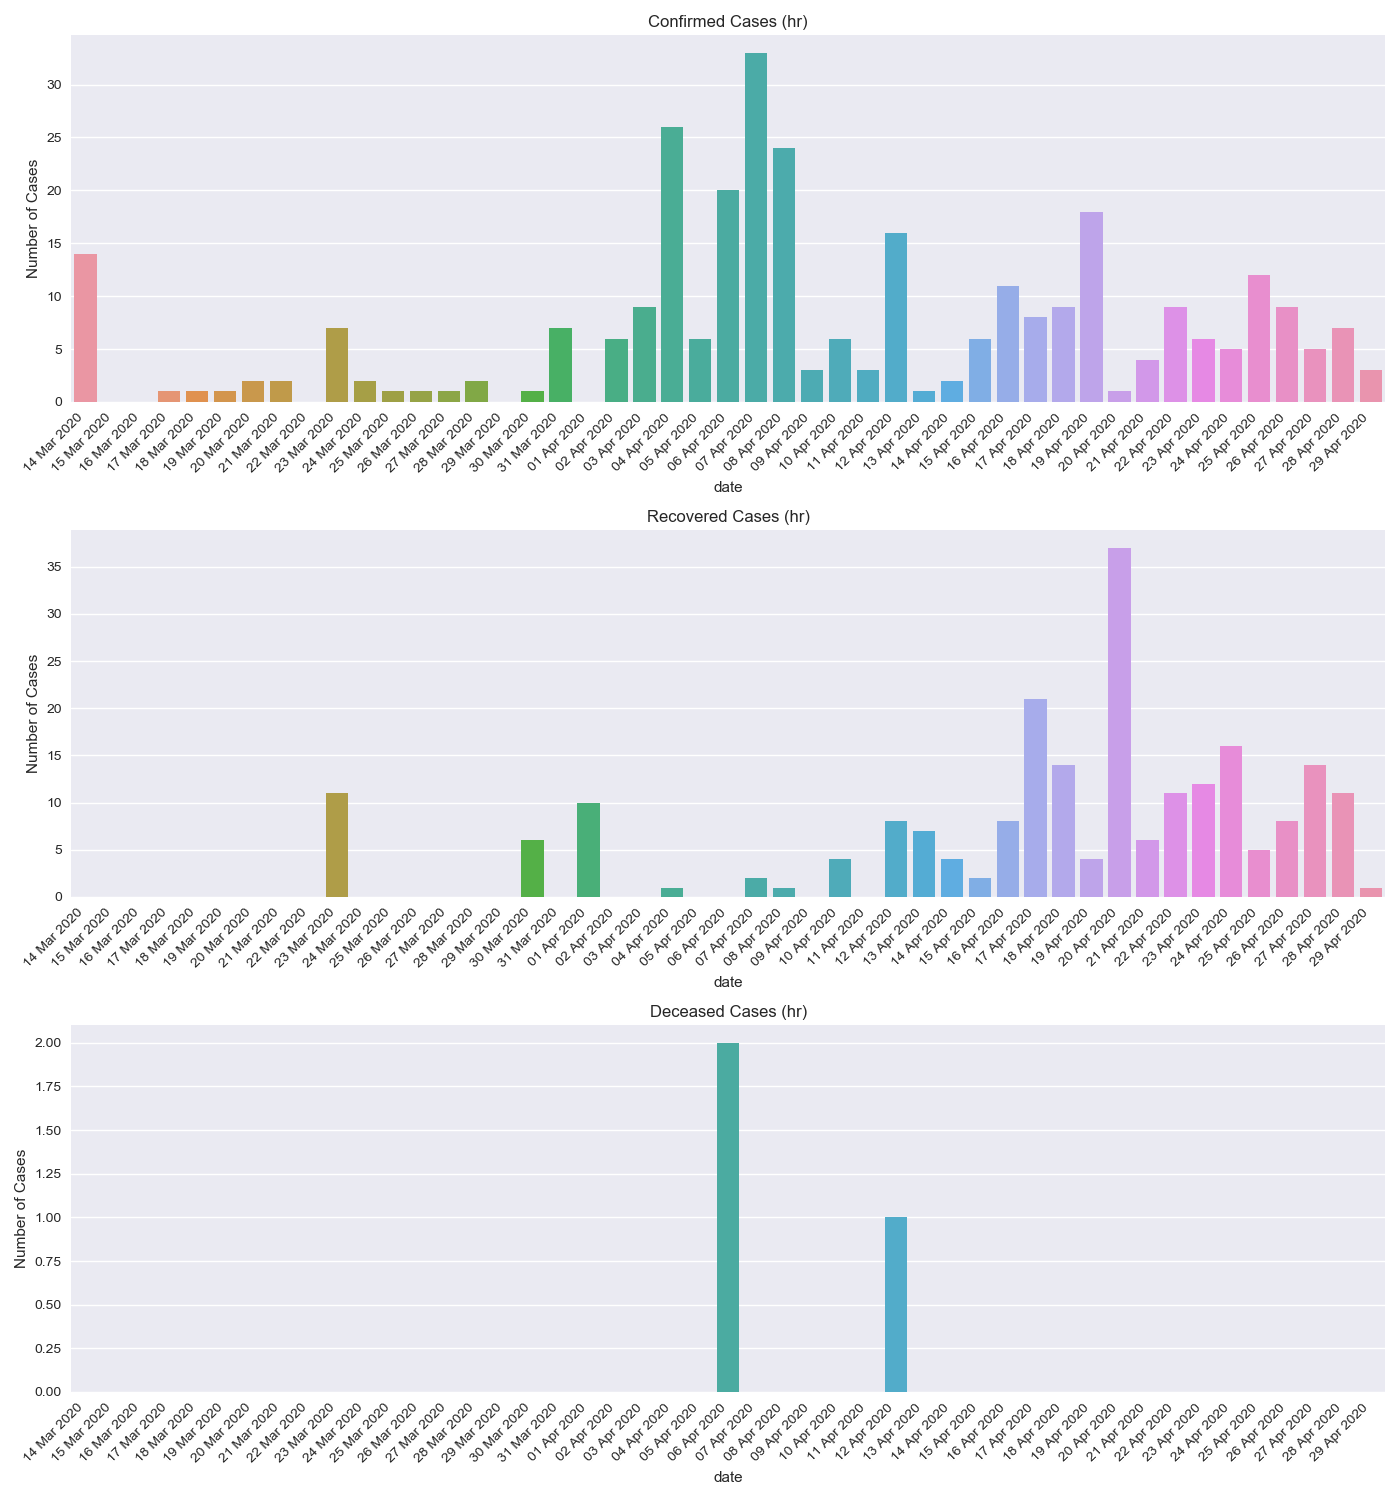 Confirmed Cases (hr)
Number of Cases
30
25
20
15
10
5
0
14 Mar 2020
15 Mar 2020
16 Mar 2020
17 Mar 2020
18 Mar 2020
19 Mar 2020
20 Mar 2020
21 Mar 2020
22 Mar 2020
23 Mar 2020
24 Mar 2020
25 Mar 2020
26 Mar 2020
27 Mar 2020
28 Mar 2020
29 Mar 2020
30 Mar 2020
31 Mar 2020
01 Apr 2020
02 Apr 2020
03 Apr 2020
04 Apr 2020
05 Apr 2020
06 Apr 2020
07 Apr 2020
08 Apr 2020
09 Apr 2020
10 Apr 2020
11 Apr 2020
12 Apr 2020
13 Apr 2020
14 Apr 2020
15 Apr 2020
16 Apr 2020
17 Apr 2020
18 Apr 2020
19 Apr 2020
20 Apr 2020
21 Apr 2020
22 Apr 2020
23 Apr 2020
24 Apr 2020
25 Apr 2020
26 Apr 2020
27 Apr 2020
28 Apr 2020
29 Apr 2020
date
Recovered Cases (hr)
Number of Cases
35
30
25
20
15
10
5
0
14 Mar 2020
15 Mar 2020
16 Mar 2020
17 Mar 2020
18 Mar 2020
19 Mar 2020
20 Mar 2020
21 Mar 2020
22 Mar 2020
23 Mar 2020
24 Mar 2020
25 Mar 2020
26 Mar 2020
27 Mar 2020
28 Mar 2020
29 Mar 2020
30 Mar 2020
31 Mar 2020
01 Apr 2020
02 Apr 2020
03 Apr 2020
04 Apr 2020
05 Apr 2020
06 Apr 2020
07 Apr 2020
08 Apr 2020
09 Apr 2020
10 Apr 2020
11 Apr 2020
12 Apr 2020
13 Apr 2020
14 Apr 2020
15 Apr 2020
16 Apr 2020
17 Apr 2020
18 Apr 2020
19 Apr 2020
20 Apr 2020
21 Apr 2020
22 Apr 2020
23 Apr 2020
24 Apr 2020
25 Apr 2020
26 Apr 2020
27 Apr 2020
28 Apr 2020
29 Apr 2020
date
Deceased Cases (hr)
Number of Cases
2.00
1.75
1.50
1.25
1.00
0.75
0.50
0.25
0.00
14 Mar 2020
15 Mar 2020
16 Mar 2020
17 Mar 2020
18 Mar 2020
19 Mar 2020
20 Mar 2020
21 Mar 2020
22 Mar 2020
23 Mar 2020
24 Mar 2020
25 Mar 2020
26 Mar 2020
27 Mar 2020
28 Mar 2020
29 Mar 2020
30 Mar 2020
31 Mar 2020
01 Apr 2020
02 Apr 2020
03 Apr 2020
04 Apr 2020
05 Apr 2020
06 Apr 2020
07 Apr 2020
08 Apr 2020
09 Apr 2020
10 Apr 2020
11 Apr 2020
12 Apr 2020
13 Apr 2020
14 Apr 2020
15 Apr 2020
16 Apr 2020
17 Apr 2020
18 Apr 2020
19 Apr 2020
20 Apr 2020
21 Apr 2020
22 Apr 2020
23 Apr 2020
24 Apr 2020
25 Apr 2020
26 Apr 2020
27 Apr 2020
28 Apr 2020
29 Apr 2020
date